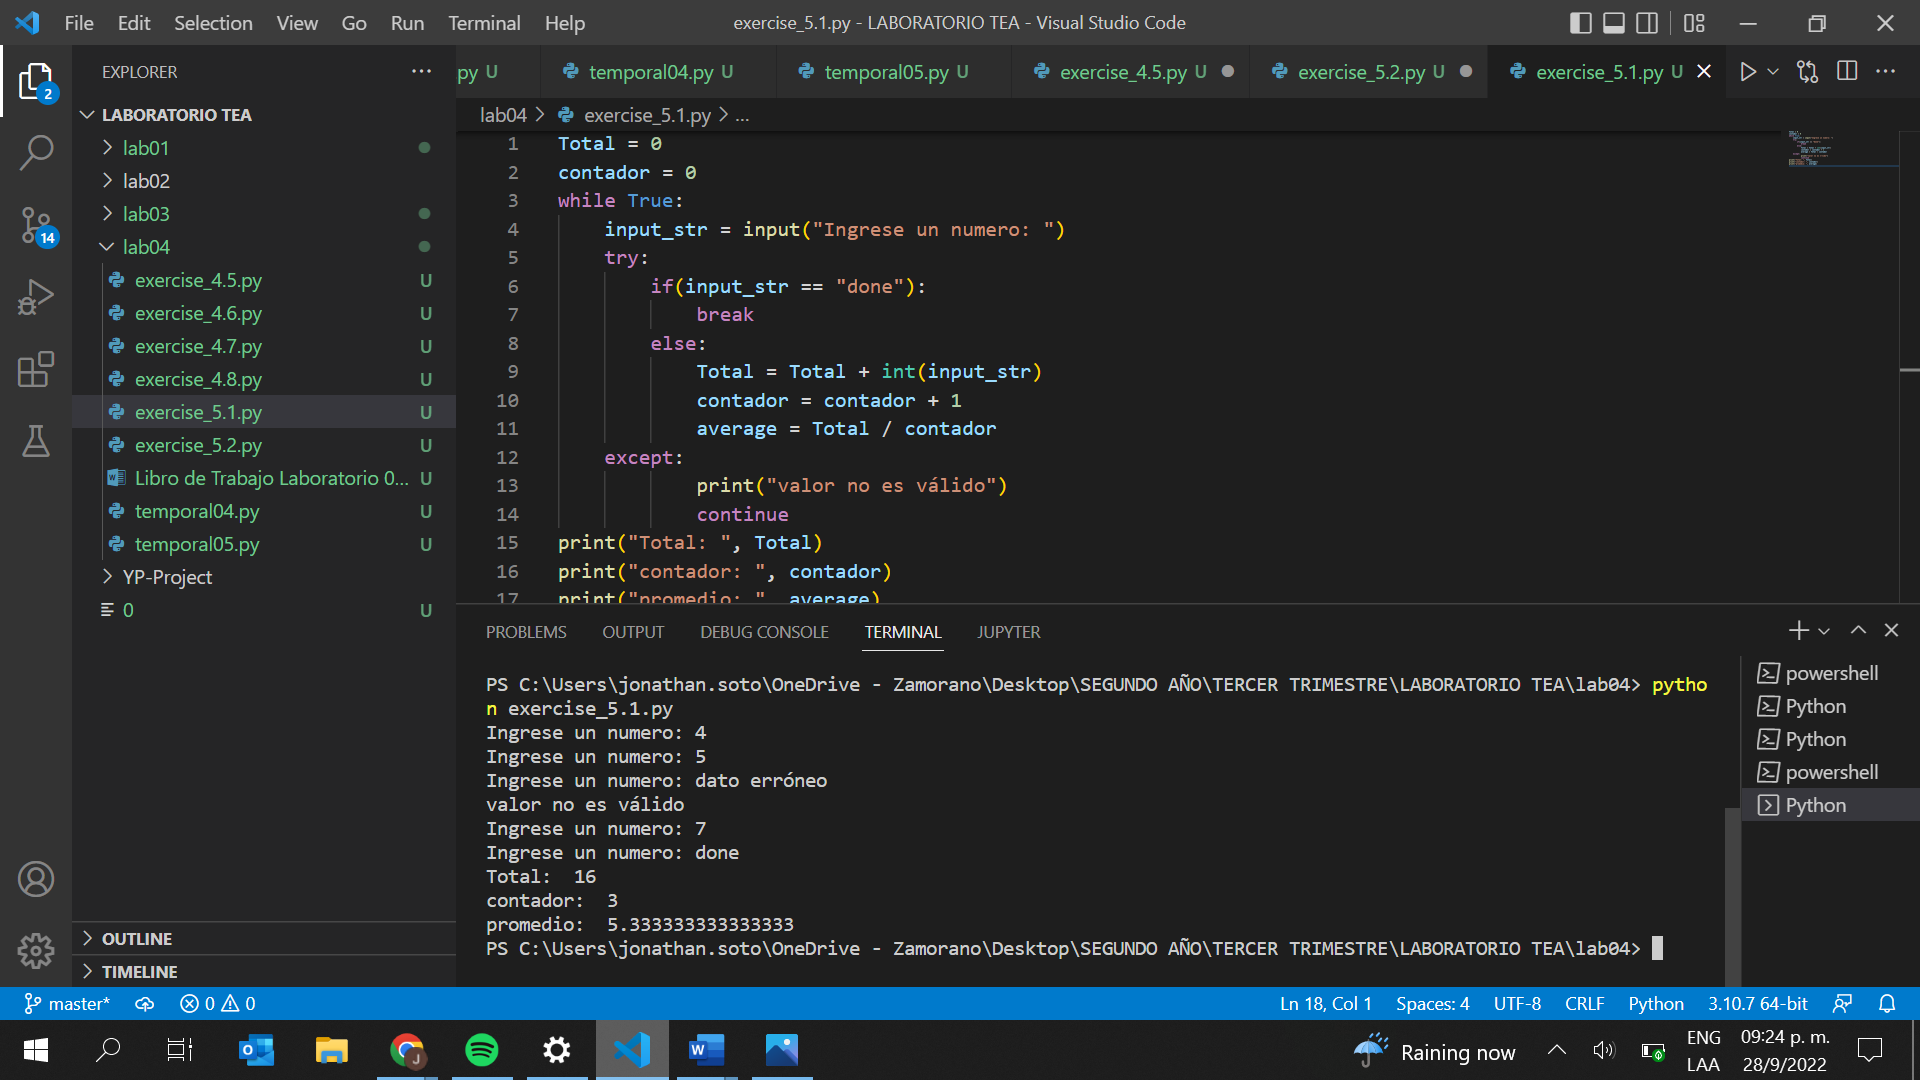 File Edit Selection View Go Run Terminal Help
exercise_5.1.py - LABORATORIO TEA - Visual Studio Code
EXPLORER
LABORATORIO TEA
lab01
lab02
lab03
lab04
exercise_4.5.py U
exercise_4.6.py U
exercise_4.7.py U
exercise_4.8.py U
exercise_5.1.py U
exercise_5.2.py U
Libro de Trabajo Laboratorio 0... U
temporal04.py U
temporal05.py U
YP-Project
0 U
OUTLINE
TIMELINE
2
14
py U temporal04.py U temporal05.py U exercise_4.5.py U exercise_5.2.py U exercise_5.1.py U
lab04 > exercise_5.1.py > ...
1 Total = 0
2 contador = 0
3 while True:
4 input_str = input("Ingrese un numero: ")
5 try:
6 if(input_str == "done"):
7 break
8 else:
9 Total = Total + int(input_str)
10 contador = contador + 1
11 average = Total / contador
12 except:
13 print("valor no es válido")
14 continue
15 print("Total: ", Total)
16 print("contador: ", contador)
17 print("promedio: ", average)
PROBLEMS OUTPUT DEBUG CONSOLE TERMINAL JUPYTER
PS C:\Users\jonathan.soto\OneDrive - Zamorano\Desktop\SEGUNDO AÑO\TERCER TRIMESTRE\LABORATORIO TEA\lab04> pytho
n exercise_5.1.py
Ingrese un numero: 4
Ingrese un numero: 5
Ingrese un numero: dato erróneo
valor no es válido
Ingrese un numero: 7
Ingrese un numero: done
Total:  16
contador:  3
promedio:  5.333333333333333
PS C:\Users\jonathan.soto\OneDrive - Zamorano\Desktop\SEGUNDO AÑO\TERCER TRIMESTRE\LABORATORIO TEA\lab04>
powershell
Python
Python
powershell
Python
master* 0 0 Ln 18, Col 1 Spaces: 4 UTF-8 CRLF Python 3.10.7 64-bit
Raining now
ENG
LAA
09:24 p. m.
28/9/2022